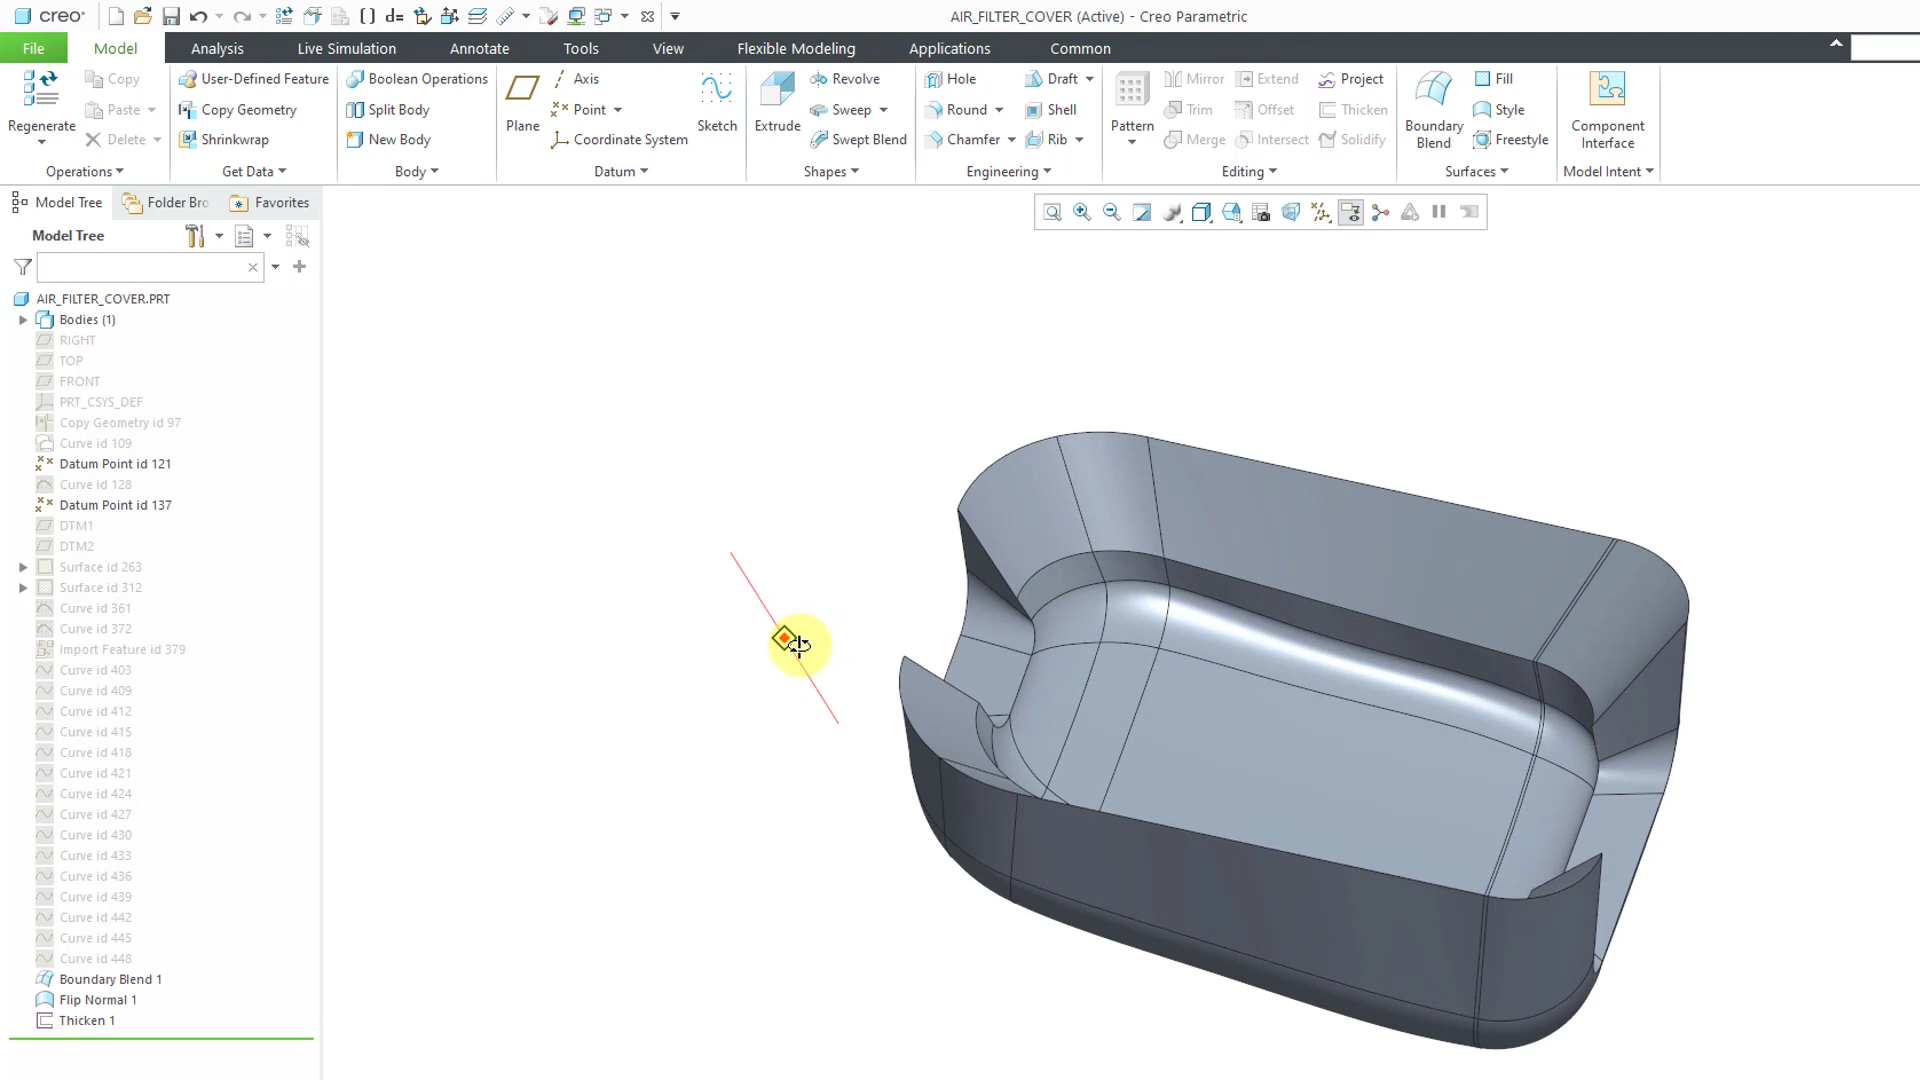 creo
AIR_FILTER_COVER (Active) - Creo Parametric
File Model Analysis Live Simulation Annotate Tools View Flexible Modeling Applications Common
Regenerate
Copy
Paste
Delete
Operations
User-Defined Feature
Copy Geometry
Shrinkwrap
Get Data
Boolean Operations
Split Body
New Body
Body
Plane
Axis
Point
Coordinate System
Sketch
Datum
Extrude
Revolve
Sweep
Swept Blend
Shapes
Hole
Round
Chamfer
Draft
Shell
Rib
Engineering
Pattern
Mirror
Trim
Merge
Extend
Offset
Intersect
Project
Thicken
Solidify
Editing
Boundary
Blend
Fill
Style
Freestyle
Surfaces
Component
Interface
Model Intent
Model Tree Folder Bro Favorites
Model Tree
AIR_FILTER_COVER.PRT
Bodies (1)
RIGHT
TOP
FRONT
PRT_CSYS_DEF
Copy Geometry id 97
Curve id 109
Datum Point id 121
Curve id 128
Datum Point id 137
DTM1
DTM2
Surface id 263
Surface id 312
Curve id 361
Curve id 372
Import Feature id 379
Curve id 403
Curve id 409
Curve id 412
Curve id 415
Curve id 418
Curve id 421
Curve id 424
Curve id 427
Curve id 430
Curve id 433
Curve id 436
Curve id 439
Curve id 442
Curve id 445
Curve id 448
Boundary Blend 1
Flip Normal 1
Thicken 1